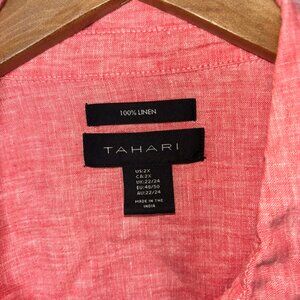 100% LINEN
TAHARI
US:2X
CA:2X
UK:22/24
EU:48/50
AU:22/24
MADE IN THE
INDIA